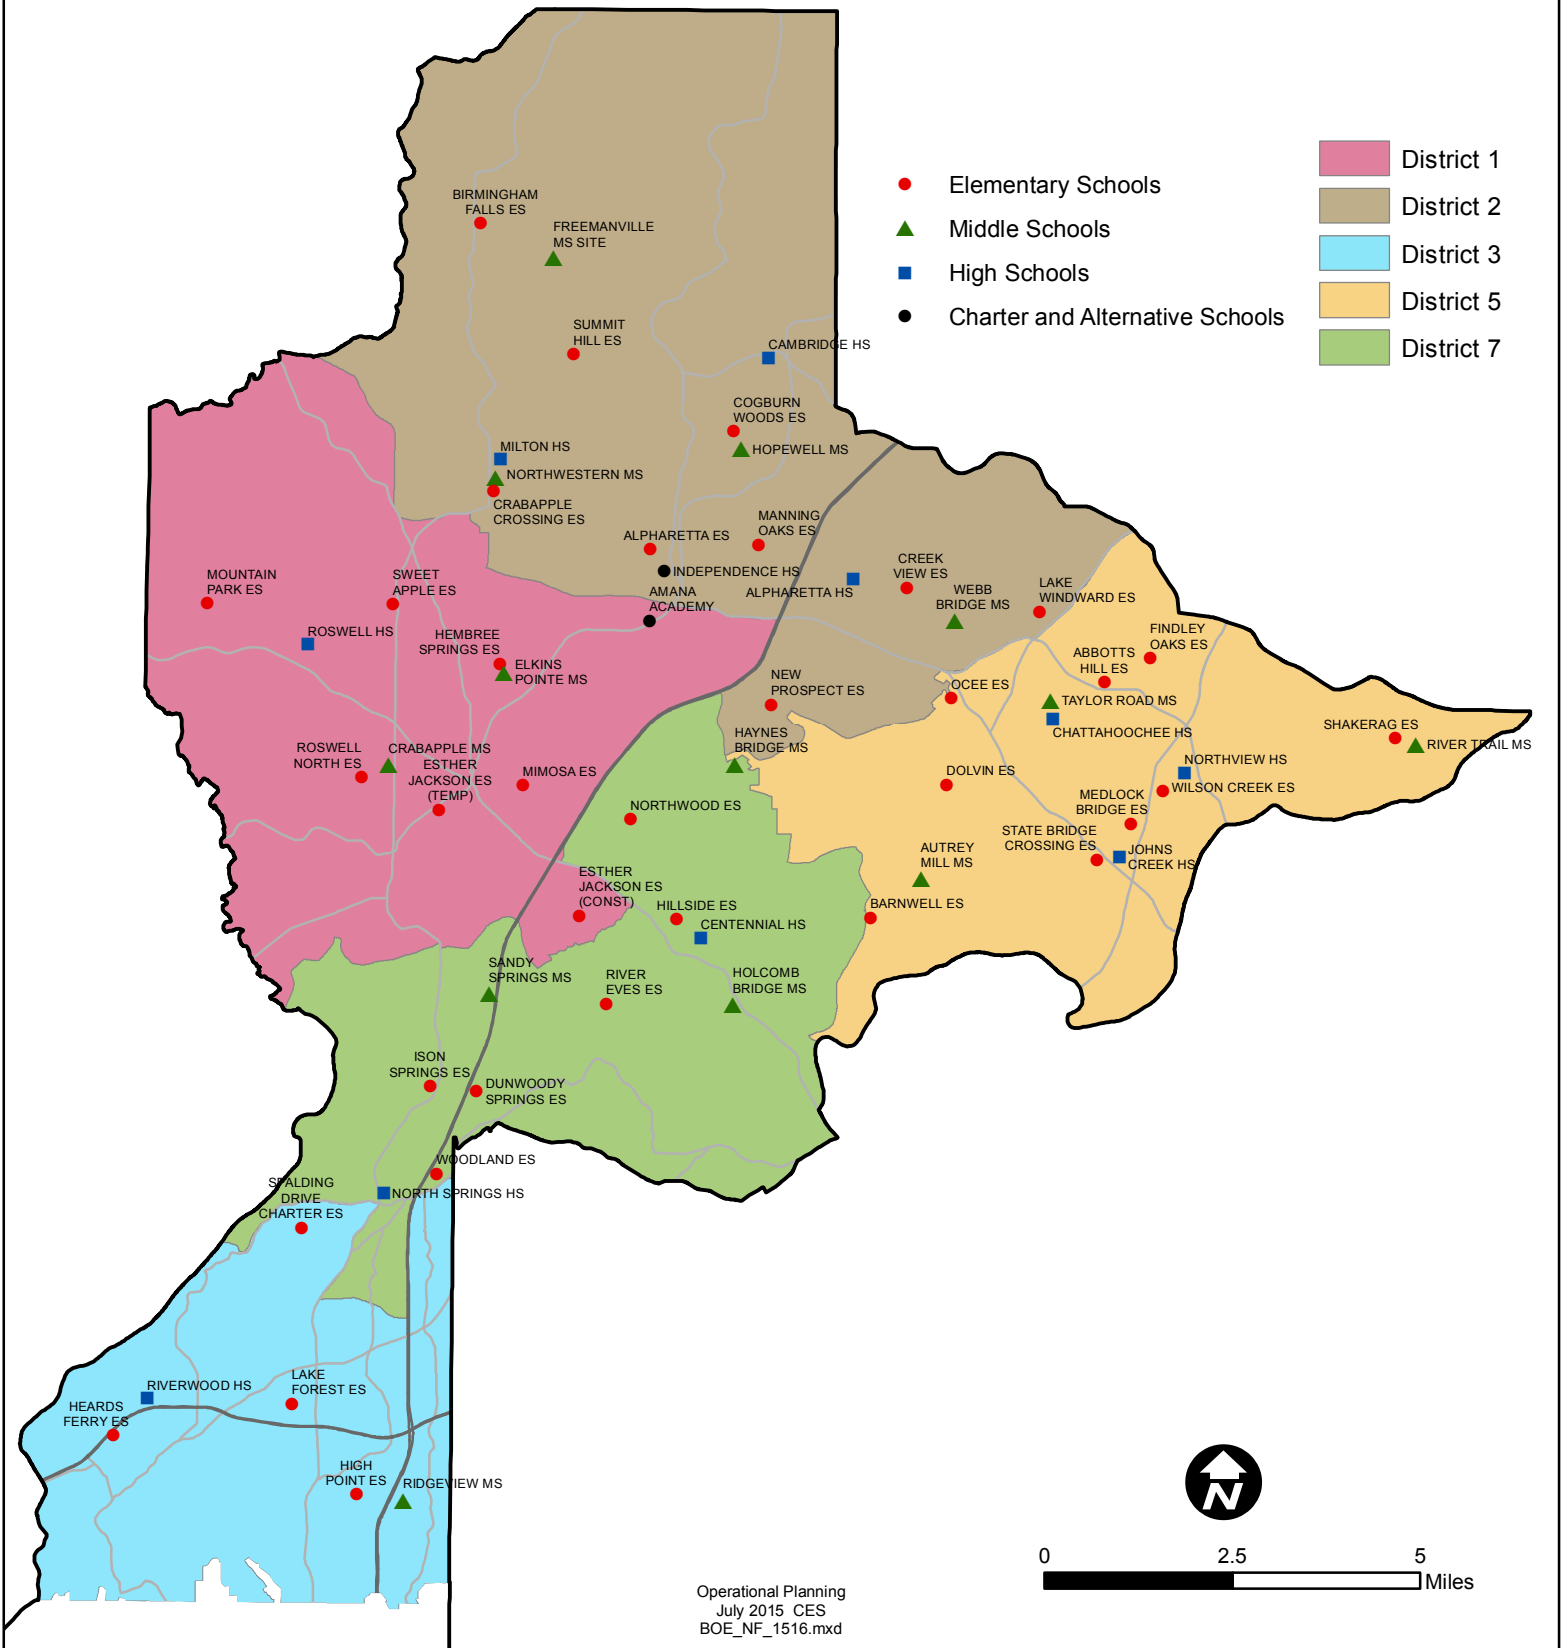 BIRMINGHAM
FALLS ES
FREEMANVILLE
MS SITE
SUMMIT
HILL ES
CAMBRIDGE HS
COGBURN
WOODS ES
HOPEWELL MS
MILTON HS
NORTHWESTERN MS
CRABAPPLE
CROSSING ES
MANNING
OAKS ES
ALPHARETTA ES
INDEPENDENCE HS
AMANA
ACADEMY
ALPHARETTA HS
CREEK
VIEW ES
WEBB
BRIDGE MS
LAKE
WINDWARD ES
MOUNTAIN
PARK ES
SWEET
APPLE ES
ROSWELL HS
HEMBREE
SPRINGS ES
ELKINS
POINTE MS
FINDLEY
OAKS ES
ABBOTTS
HILL ES
NEW
PROSPECT ES
OCEE ES
TAYLOR ROAD MS
CHATTAHOOCHEE HS
SHAKERAG ES
RIVER TRAIL MS
HAYNES
BRIDGE MS
ROSWELL
NORTH ES
CRABAPPLE MS
ESTHER
JACKSON ES
(TEMP)
MIMOSA ES
NORTHVIEW HS
WILSON CREEK ES
DOLVIN ES
MEDLOCK
BRIDGE ES
NORTHWOOD ES
STATE BRIDGE
CROSSING ES
JOHNS
CREEK HS
AUTREY
MILL MS
ESTHER
JACKSON ES
(CONST)
HILLSIDE ES
CENTENNIAL HS
BARNWELL ES
SANDY
SPRINGS MS
RIVER
EVES ES
HOLCOMB
BRIDGE MS
ISON
SPRINGS ES
DUNWOODY
SPRINGS ES
WOODLAND ES
SPALDING
DRIVE
CHARTER ES
NORTH SPRINGS HS
RIVERWOOD HS
LAKE
FOREST ES
HEARDS
FERRY ES
HIGH
POINT ES
RIDGEVIEW MS
Elementary Schools
Middle Schools
High Schools
Charter and Alternative Schools
District 1
District 2
District 3
District 5
District 7
N
0 2.5 5
Miles
Operational Planning
July 2015 CES
BOE_NF_1516.mxd